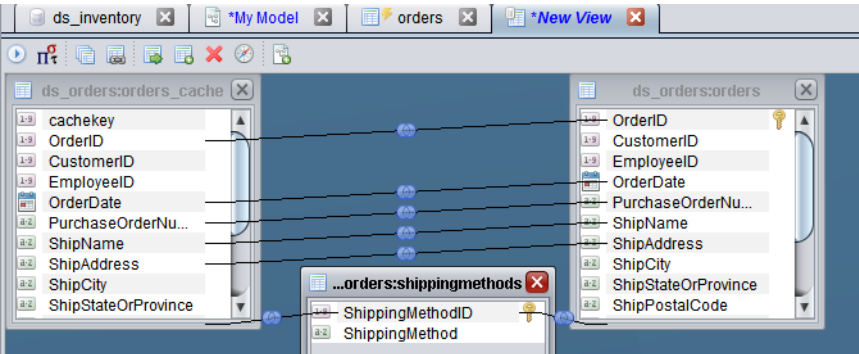 ds_inventory
*My Model
orders
*New View
ds_orders:orders_cache
cachekey
OrderID
CustomerID
EmployeeID
OrderDate
PurchaseOrderNu...
ShipName
ShipAddress
ShipCity
ShipStateOrProvince
ds_orders:orders
OrderID
CustomerID
EmployeeID
OrderDate
PurchaseOrderNu...
ShipName
ShipAddress
ShipCity
ShipStateOrProvince
ShipPostalCode
...orders:shippingmethods
ShippingMethodID
ShippingMethod